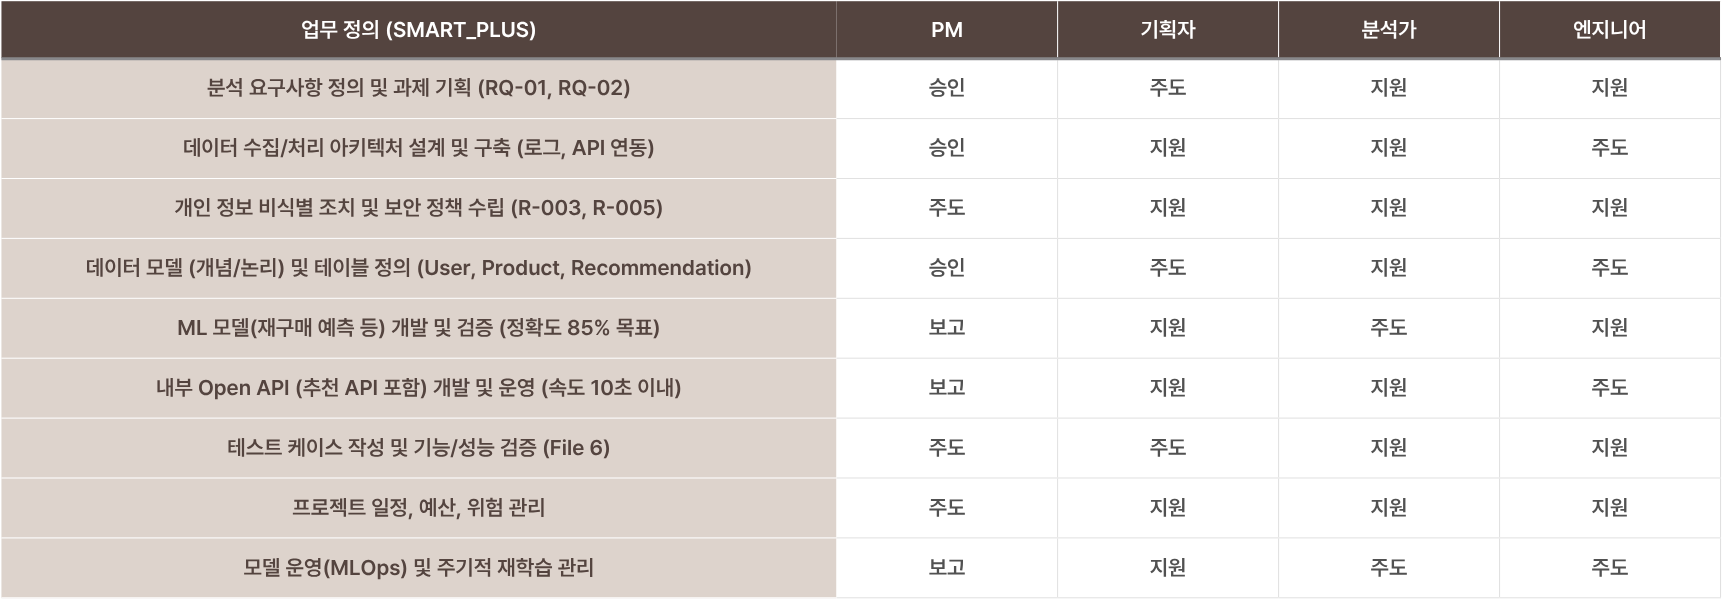 업무 정의 (SMART_PLUS) PM 기획자 분석가 엔지니어
분석 요구사항 정의 및 과제 기획 (RQ-01, RQ-02) 승인 주도 지원 지원
데이터 수집/처리 아키텍처 설계 및 구축 (로그, API 연동) 승인 지원 지원 주도
개인 정보 비식별 조치 및 보안 정책 수립 (R-003, R-005) 주도 지원 지원 지원
데이터 모델 (개념/논리) 및 테이블 정의 (User, Product, Recommendation) 승인 주도 지원 주도
ML 모델(재구매 예측 등) 개발 및 검증 (정확도 85% 목표) 보고 지원 주도 지원
내부 Open API (추천 API 포함) 개발 및 운영 (속도 10초 이내) 보고 지원 지원 주도
테스트 케이스 작성 및 기능/성능 검증 (File 6) 주도 주도 지원 지원
프로젝트 일정, 예산, 위험 관리 주도 지원 지원 지원
모델 운영(MLOps) 및 주기적 재학습 관리 보고 지원 주도 주도